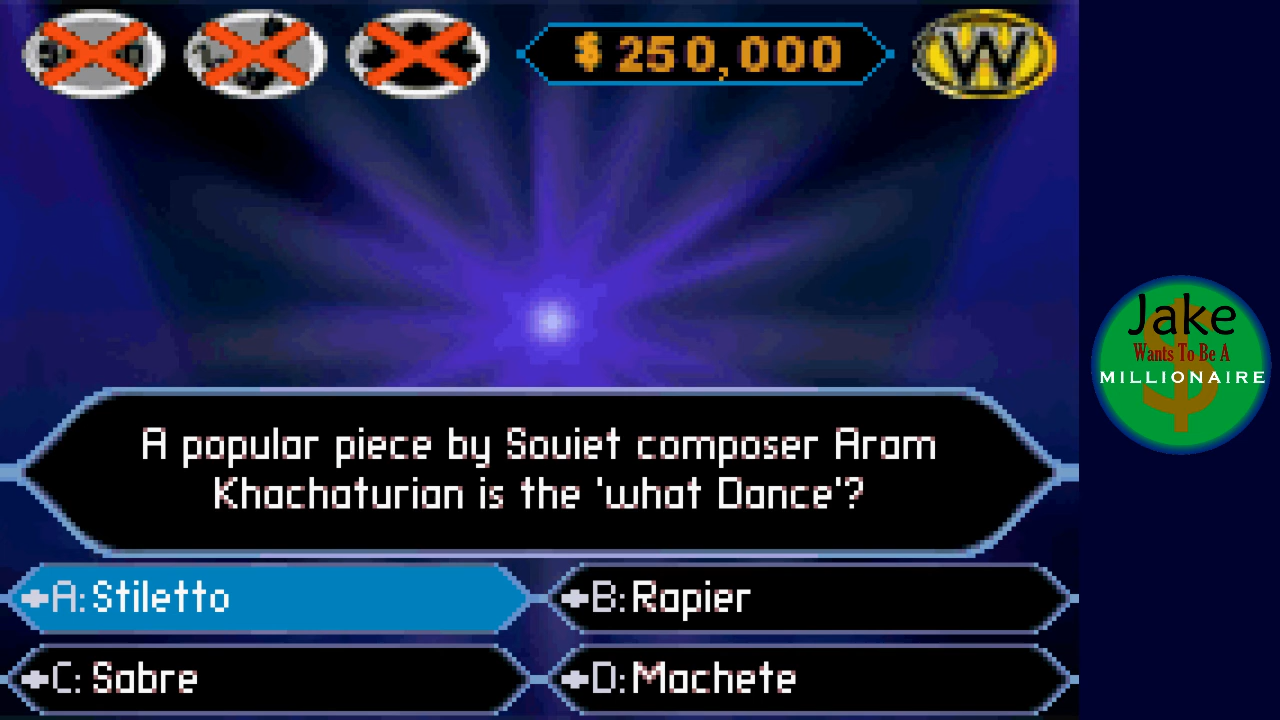 $ 250,000
W
Jake
Wants To Be A
MILLIONAIRE
A popular piece by Soviet composer Aram
Khachaturian is the 'what Dance'?
A: Stiletto
B: Rapier
C: Sabre
D: Machete